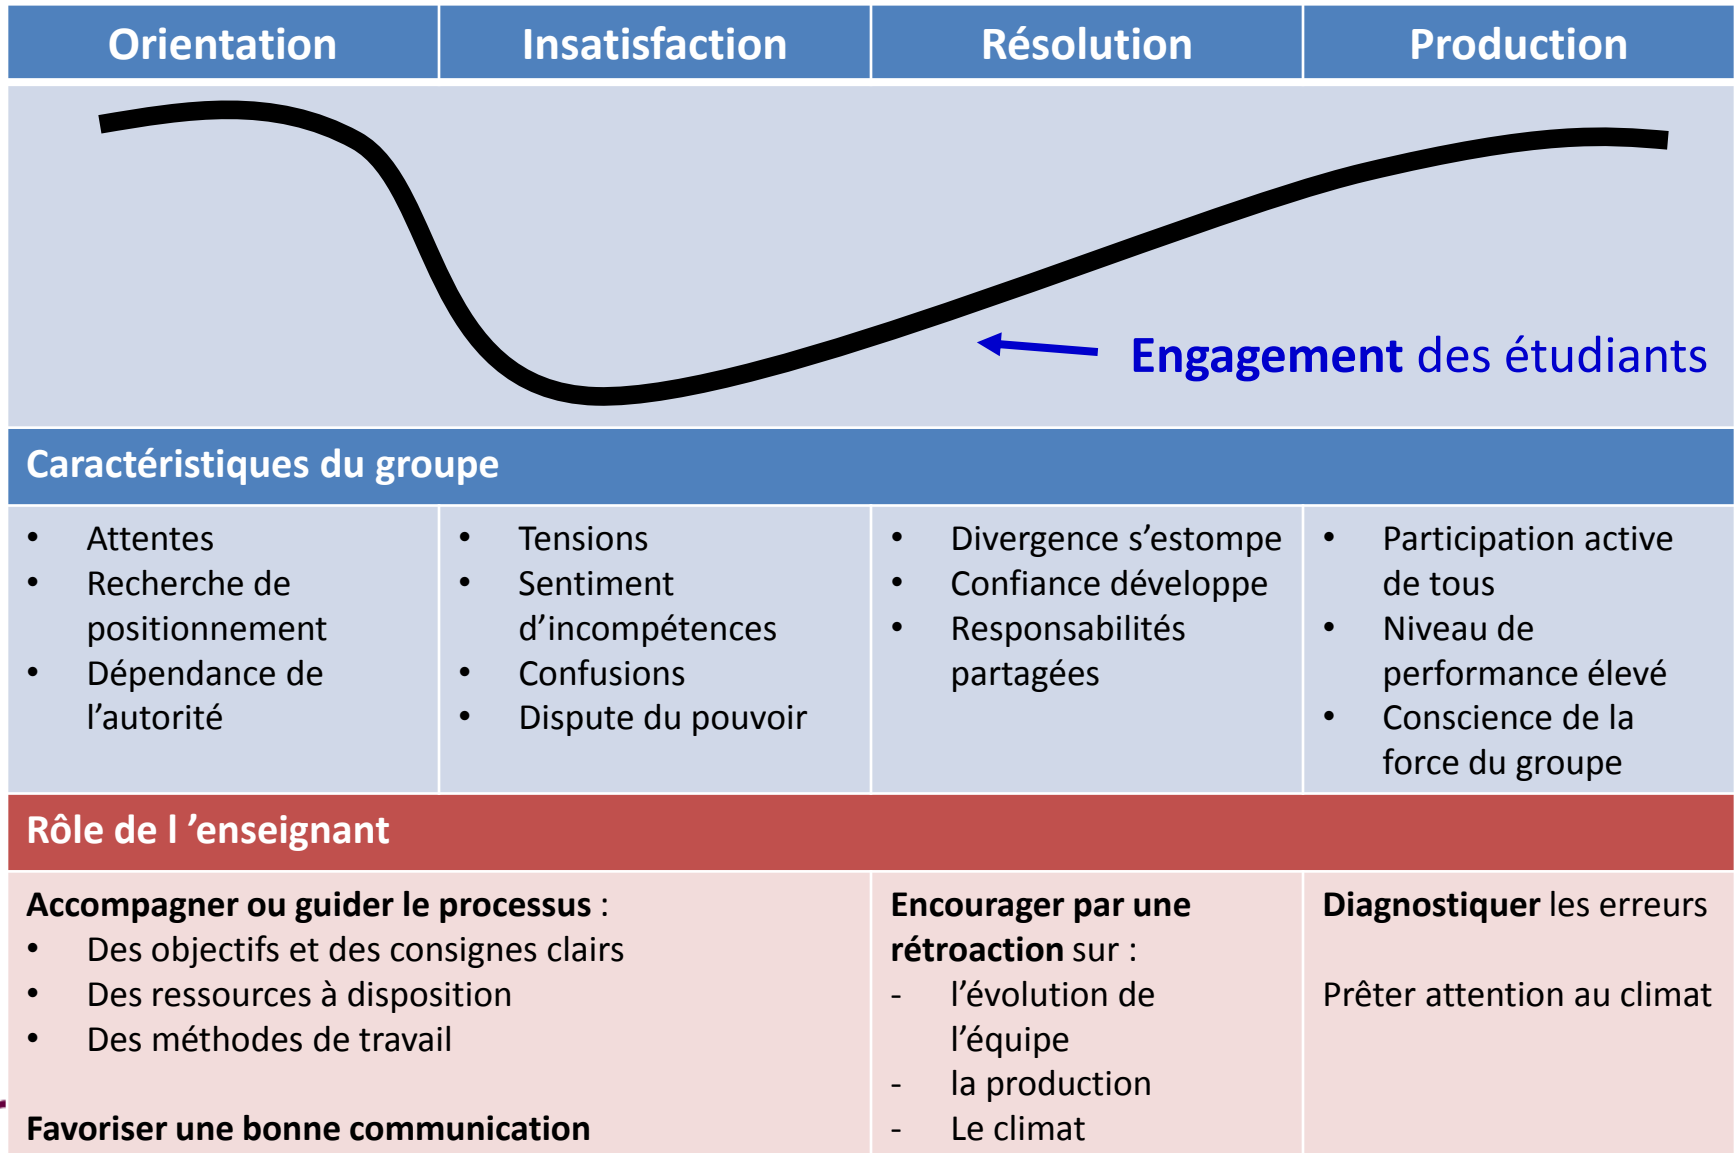 Orientation
Insatisfaction
Résolution
Production
Engagement des étudiants
Caractéristiques du groupe
• Attentes
• Recherche de
positionnement
• Dépendance de
l’autorité
• Tensions
• Sentiment
d’incompétences
• Confusions
• Dispute du pouvoir
• Divergence s’estompe
• Confiance développe
• Responsabilités
partagées
• Participation active
de tous
• Niveau de
performance élevé
• Conscience de la
force du groupe
Rôle de l ’enseignant
Accompagner ou guider le processus :
• Des objectifs et des consignes clairs
• Des ressources à disposition
• Des méthodes de travail
Favoriser une bonne communication
Encourager par une
rétroaction sur :
- l’évolution de
l’équipe
- la production
- Le climat
Diagnostiquer les erreurs
Prêter attention au climat